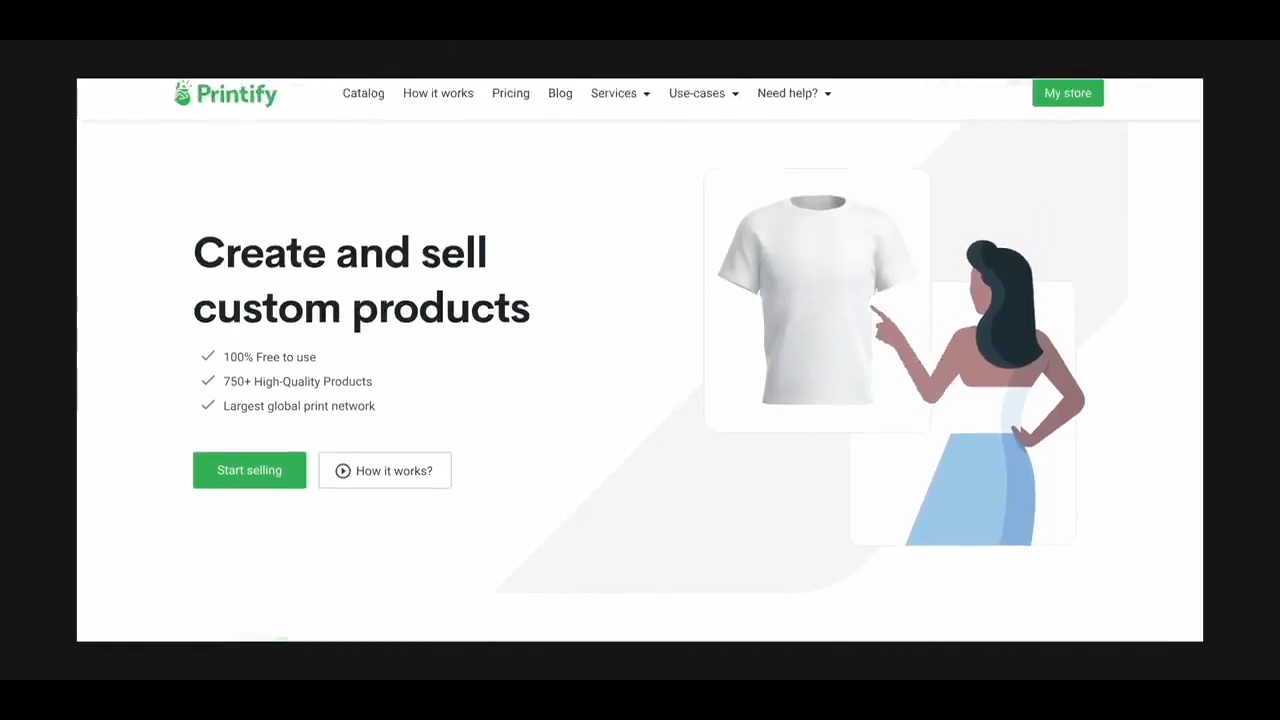 Printify
Catalog
How it works
Pricing
Blog
Services
Use-cases
Need help?
My store
Create and sell
custom products
100% Free to use
750+ High-Quality Products
Largest global print network
Start selling
How it works?